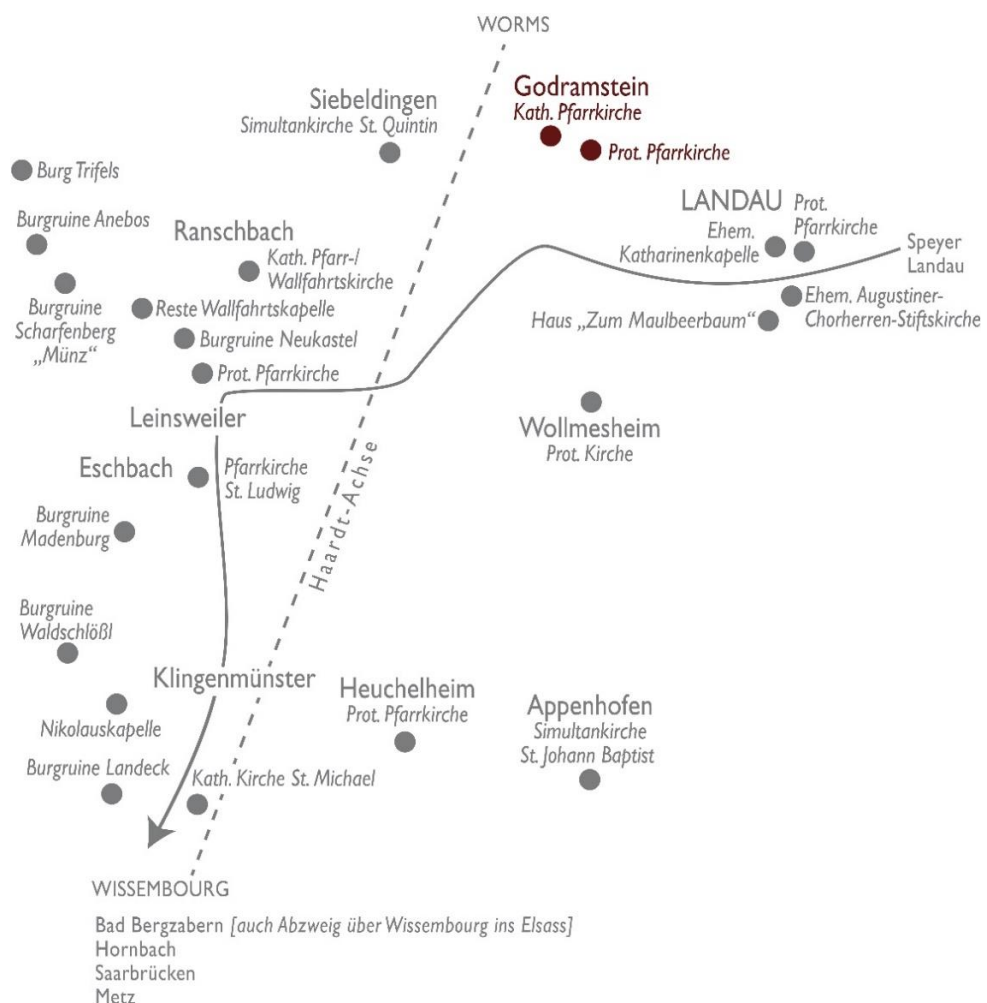 WORMS
Godramstein
Kath. Pfarrkirche
Prot. Pfarrkirche
Siebeldingen
Simultankirche St. Quintin
Burg Trifels
Burgruine Anebos
Ranschbach
Kath. Pfarr-/
Wallfahrtskirche
LANDAU
Prot.
Pfarrkirche
Ehem.
Katharinenkapelle
Speyer
Landau
Burgruine
Scharfenberg
„Münz“
Reste Wallfahrtskapelle
Ehem. Augustiner-
Chorherren-Stiftskirche
Haus „Zum Maulbeerbaum“
Burgruine Neukastel
Prot. Pfarrkirche
Leinsweiler
Wollmesheim
Prot. Kirche
Eschbach
Pfarrkirche
St. Ludwig
Haardt-Achse
Burgruine
Madenburg
Burgruine
Waldschlößl
Klingenmünster
Heuchelheim
Prot. Pfarrkirche
Appenhofen
Simultankirche
St. Johann Baptist
Nikolauskapelle
Burgruine Landeck
Kath. Kirche St. Michael
WISSEMBOURG
Bad Bergzabern [auch Abzweig über Wissembourg ins Elsass]
Hornbach
Saarbrücken
Metz